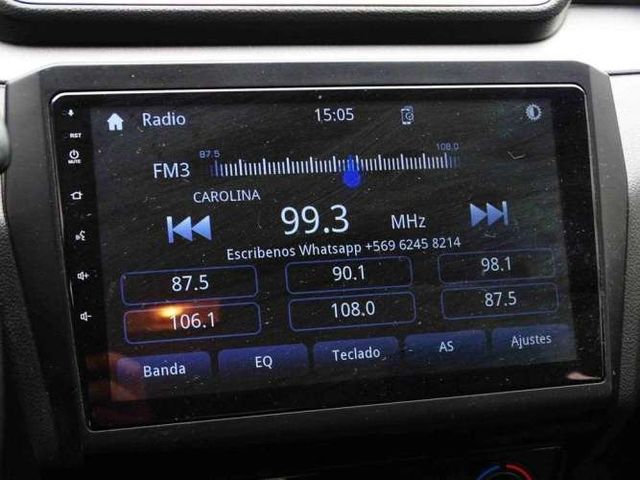 Radio 15:05
RST
MUTE
87.5 108.0
FM3
CAROLINA
99.3 MHz
Escribenos Whatsapp +569 6245 8214
87.5 90.1 98.1
106.1 108.0 87.5
Banda EQ Teclado AS Ajustes